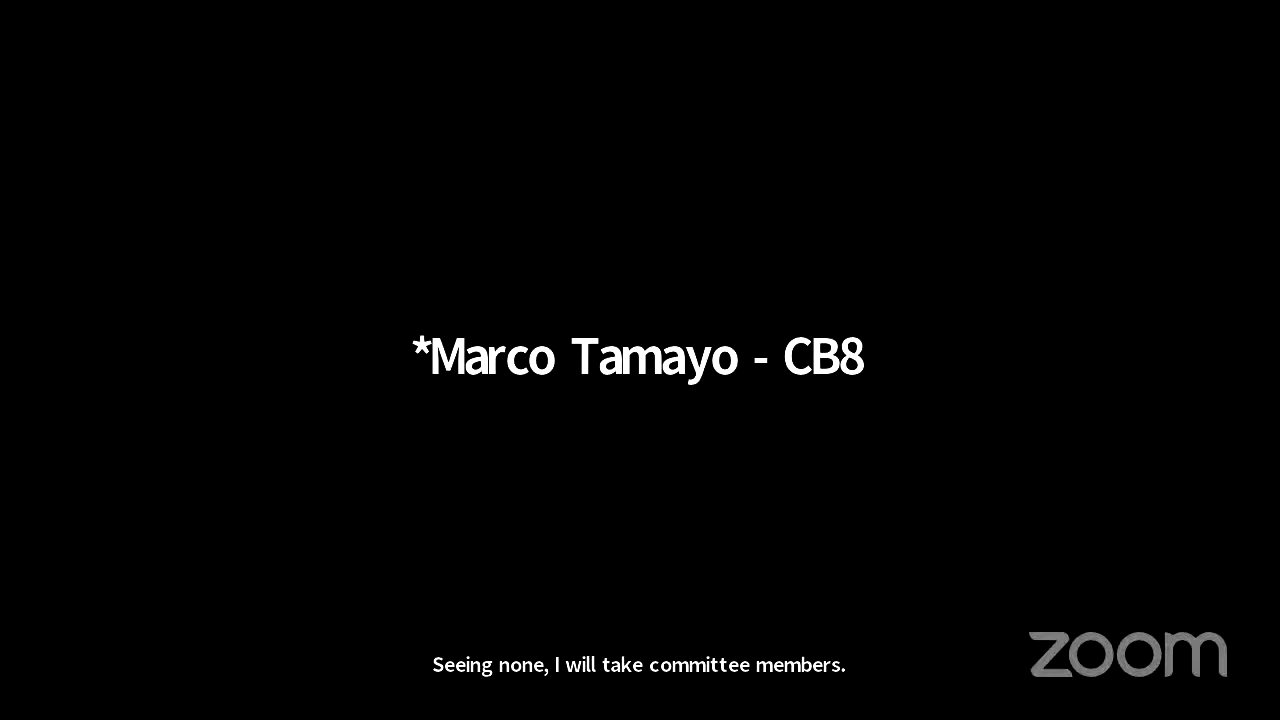 *Marco Tamayo - CB8
Seeing none, I will take committee members.
zoom